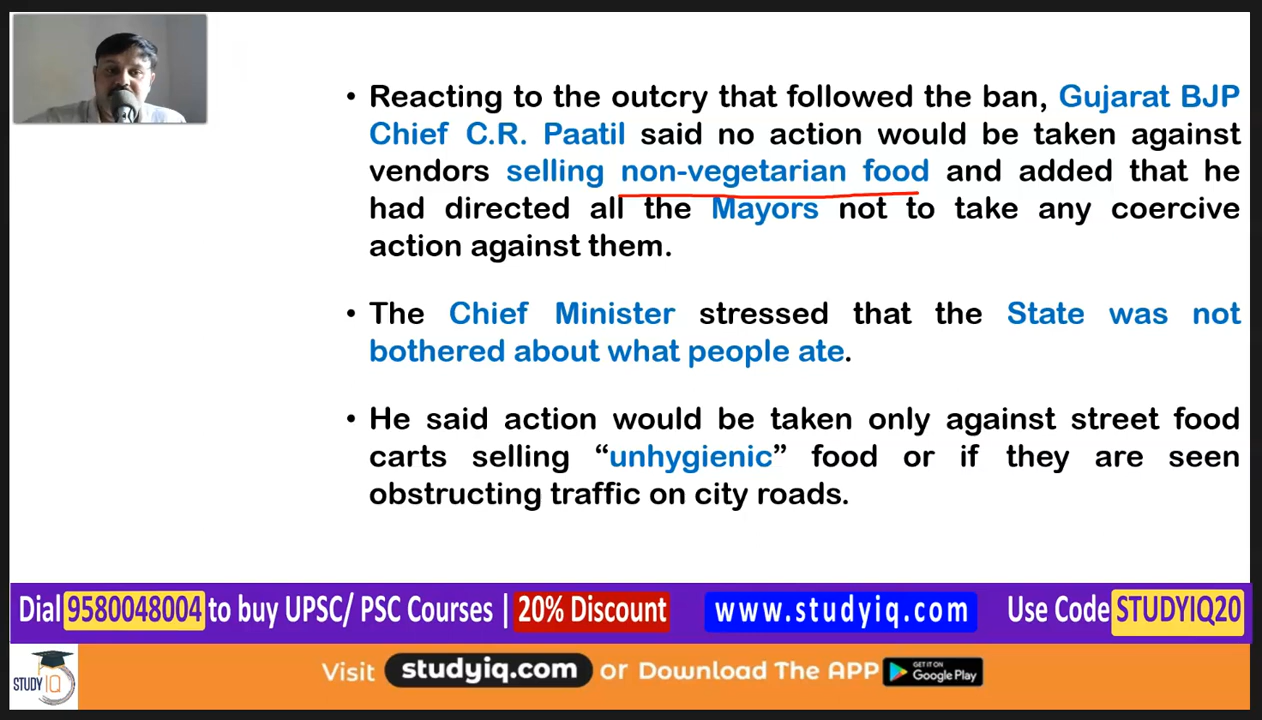 • Reacting to the outcry that followed the ban, Gujarat BJP
Chief C.R. Paatil said no action would be taken against
vendors selling non-vegetarian food and added that he
had directed all the Mayors not to take any coercive
action against them.
• The Chief Minister stressed that the State was not
bothered about what people ate.
• He said action would be taken only against street food
carts selling “unhygienic” food or if they are seen
obstructing traffic on city roads.
Dial 9580048004 to buy UPSC/ PSC Courses | 20% Discount www.studyiq.com Use Code STUDYIQ20
STUDY IQ Visit studyiq.com or Download The APP GET IT ON Google Play